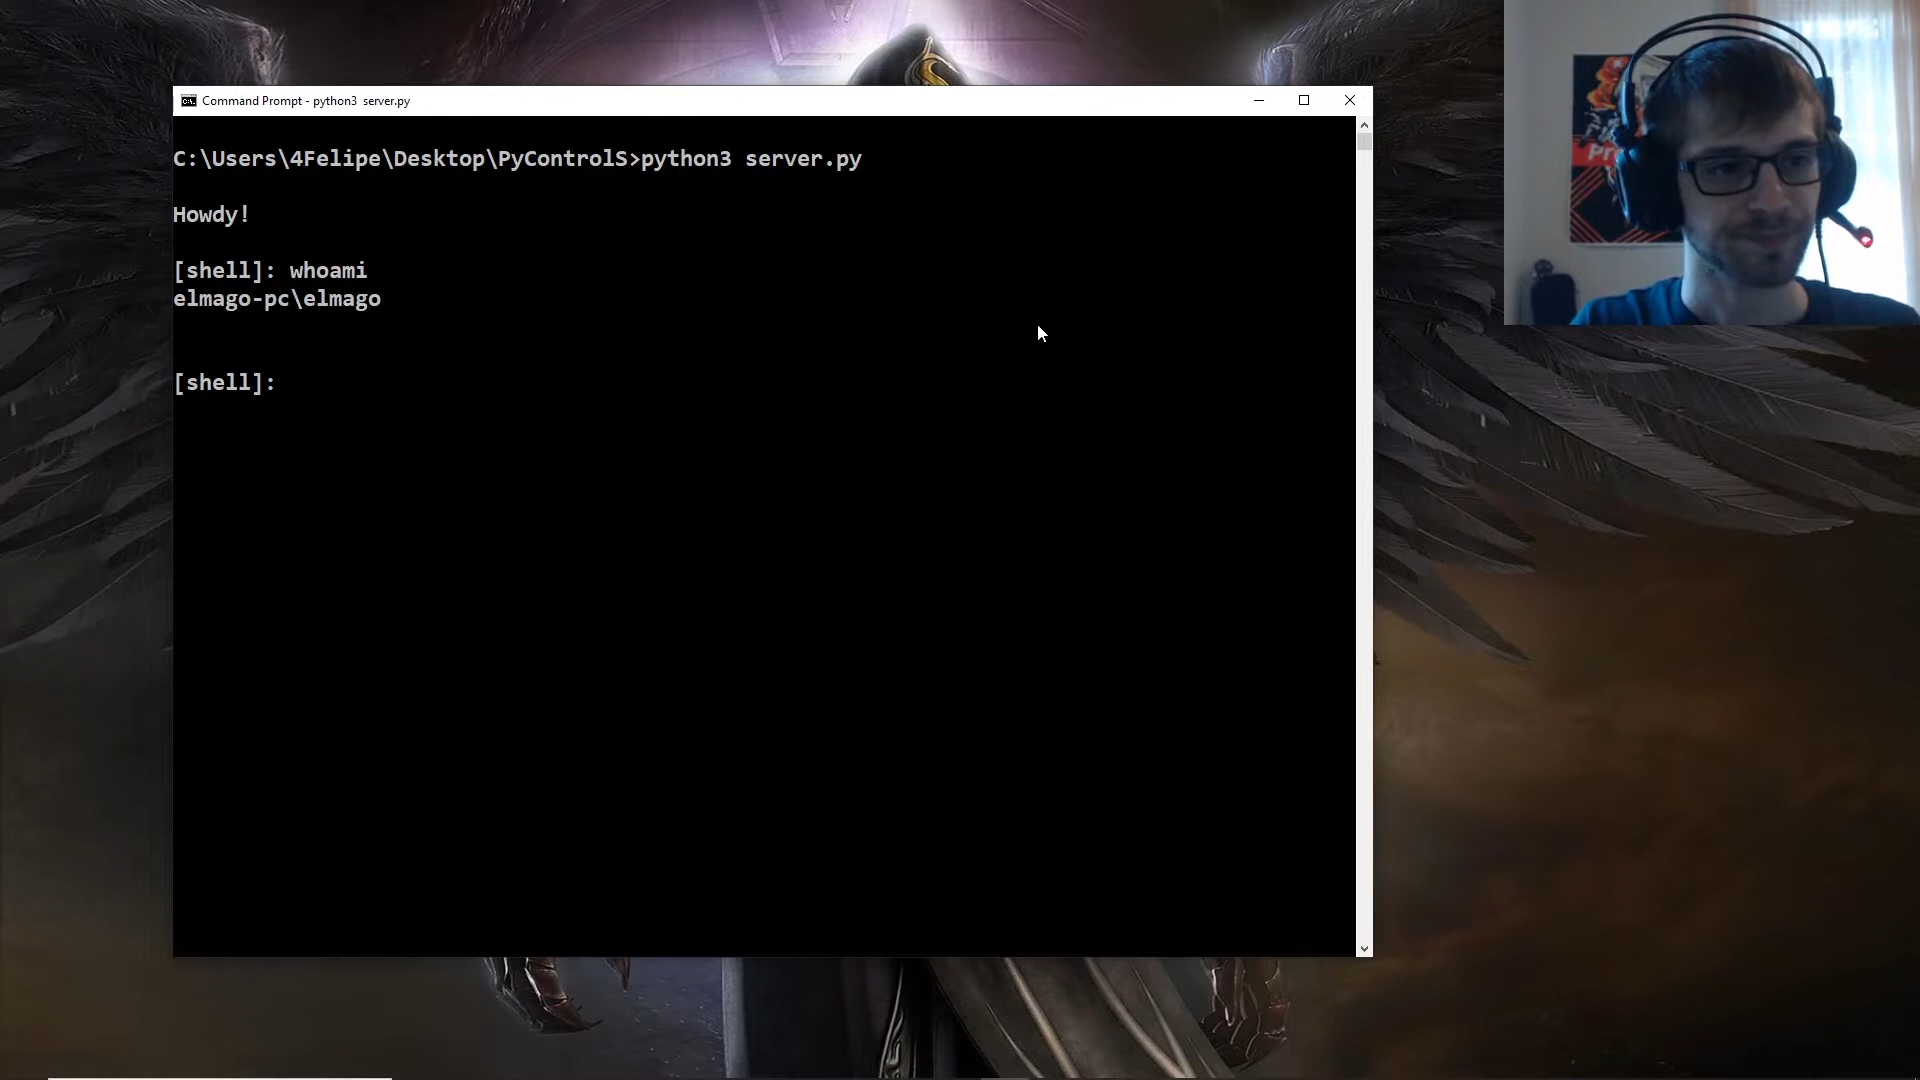 Command Prompt - python3 server.py
C:\Users\4Felipe\Desktop\PyControlS>python3 server.py
Howdy!
[shell]: whoami
elmago-pc\elmago
[shell]: